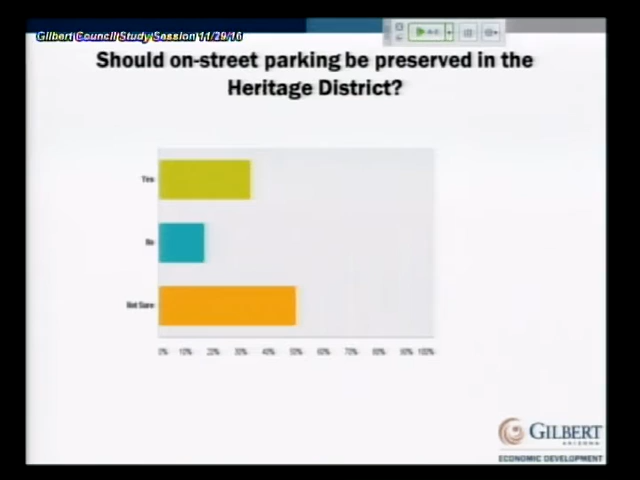 Gilbert Council Study Session 11/29/16
Should on-street parking be preserved in the
Heritage District?
Yes
No
Not Sure
0% 10% 20% 30% 40% 50% 60% 70% 80% 90% 100%
GILBERT
ARIZONA
ECONOMIC DEVELOPMENT